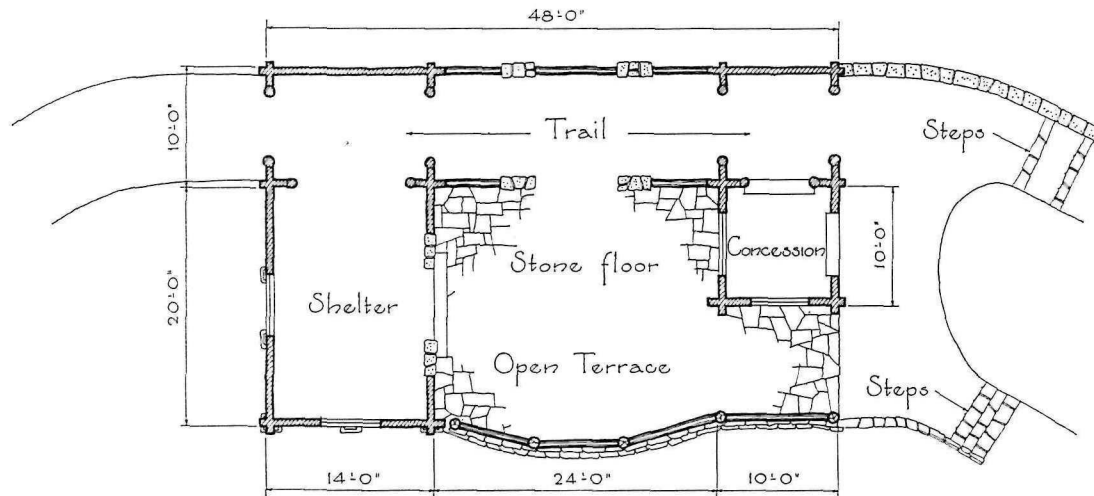 48'-0"
Trail
Steps
10'-0"
Stone floor
Concession
10'-0"
20'-0"
Shelter
Open Terrace
Steps
14'-0"
24'-0"
10'-0"